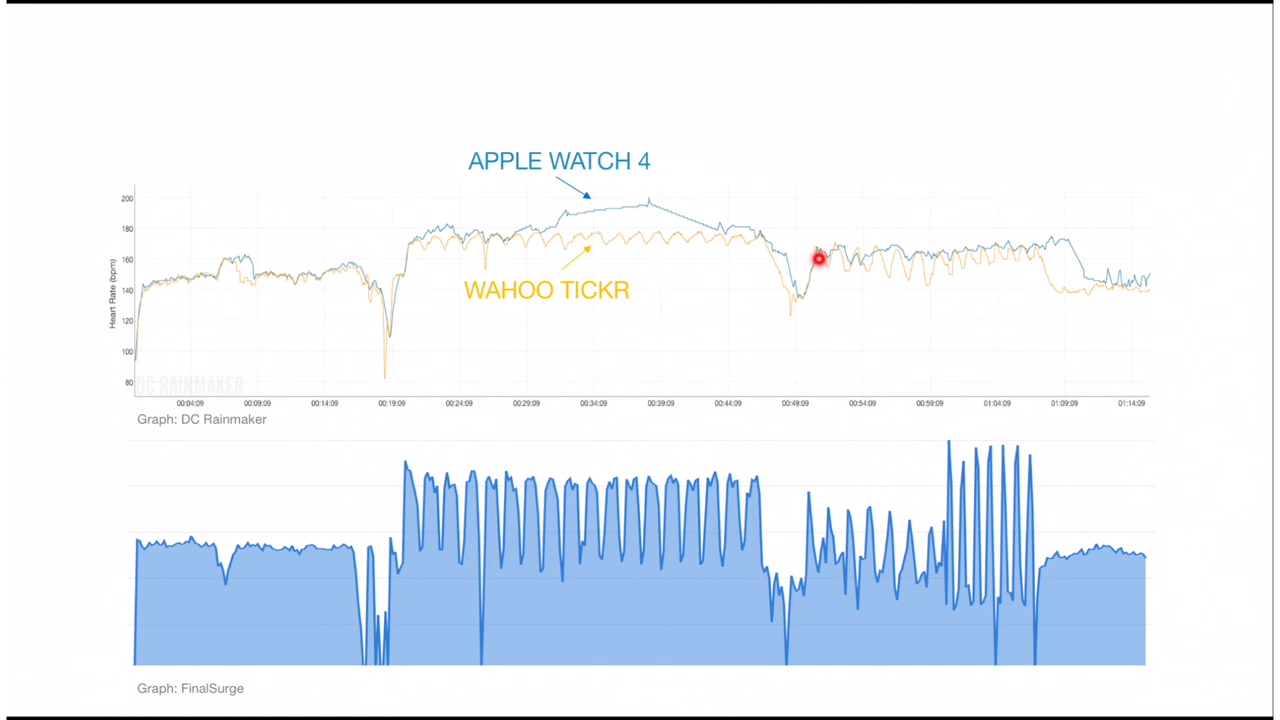 APPLE WATCH 4
WAHOO TICKR
Heart Rate (bpm)
200
180
160
140
120
100
80
DC RAINMAKER
00:04:09 00:09:09 00:14:09 00:19:09 00:24:09 00:29:09 00:34:09 00:39:09 00:44:09 00:49:09 00:54:09 00:59:09 01:04:09 01:09:09 01:14:09
Graph: DC Rainmaker
Graph: FinalSurge